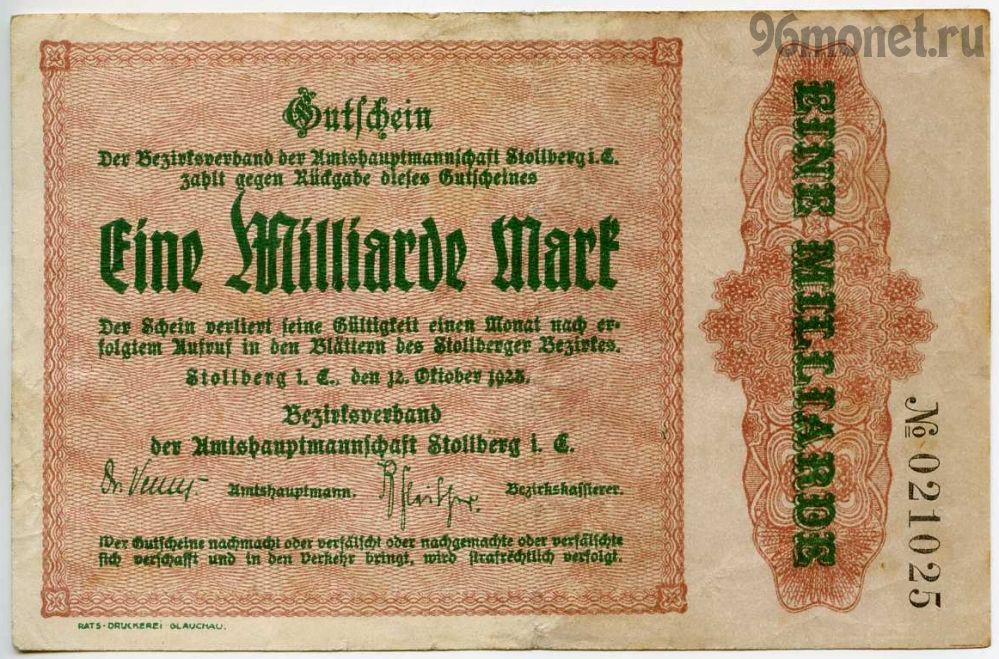 96monet.ru
Gutschein
Der Bezirksverband der Amtshauptmannschaft Stollberg i. E.
zahlt gegen Rückgabe dieses Gutscheines
Eine Milliarde Mark
Der Schein verliert seine Gültigkeit einen Monat nach er-
folgtem Aufruf in den Blättern des Stollberger Bezirkes.
Stollberg i. E., den 12. Oktober 1923.
Bezirksverband
der Amtshauptmannschaft Stollberg i. E.
Amtshauptmann. Bezirkskassierer.
Wer Gutscheine nachmacht oder verfälscht oder nachgemachte oder verfälschte
sich verschafft und in den Verkehr bringt, wird strafrechtlich verfolgt.
RATS-DRUCKEREI GLAUCHAU.
EINE MILLIARDE
№ 021025